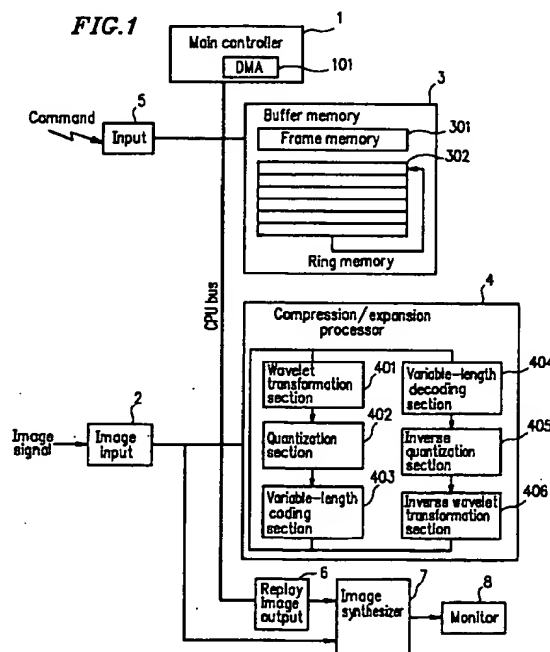 FIG.1
1
Main controller
DMA
101
5
Command
Input
3
Buffer memory
Frame memory
301
302
Ring memory
CPU bus
4
Compression/expansion
processor
Wavelet
transformation
section
401
Variable-length
decoding
section
404
2
Image
signal
Image
input
Quantization
section
402
Inverse
quantization
section
405
Variable-length
coding
section
403
Inverse wavelet
transformation
section
406
6
Replay
image
output
7
Image
synthesizer
8
Monitor